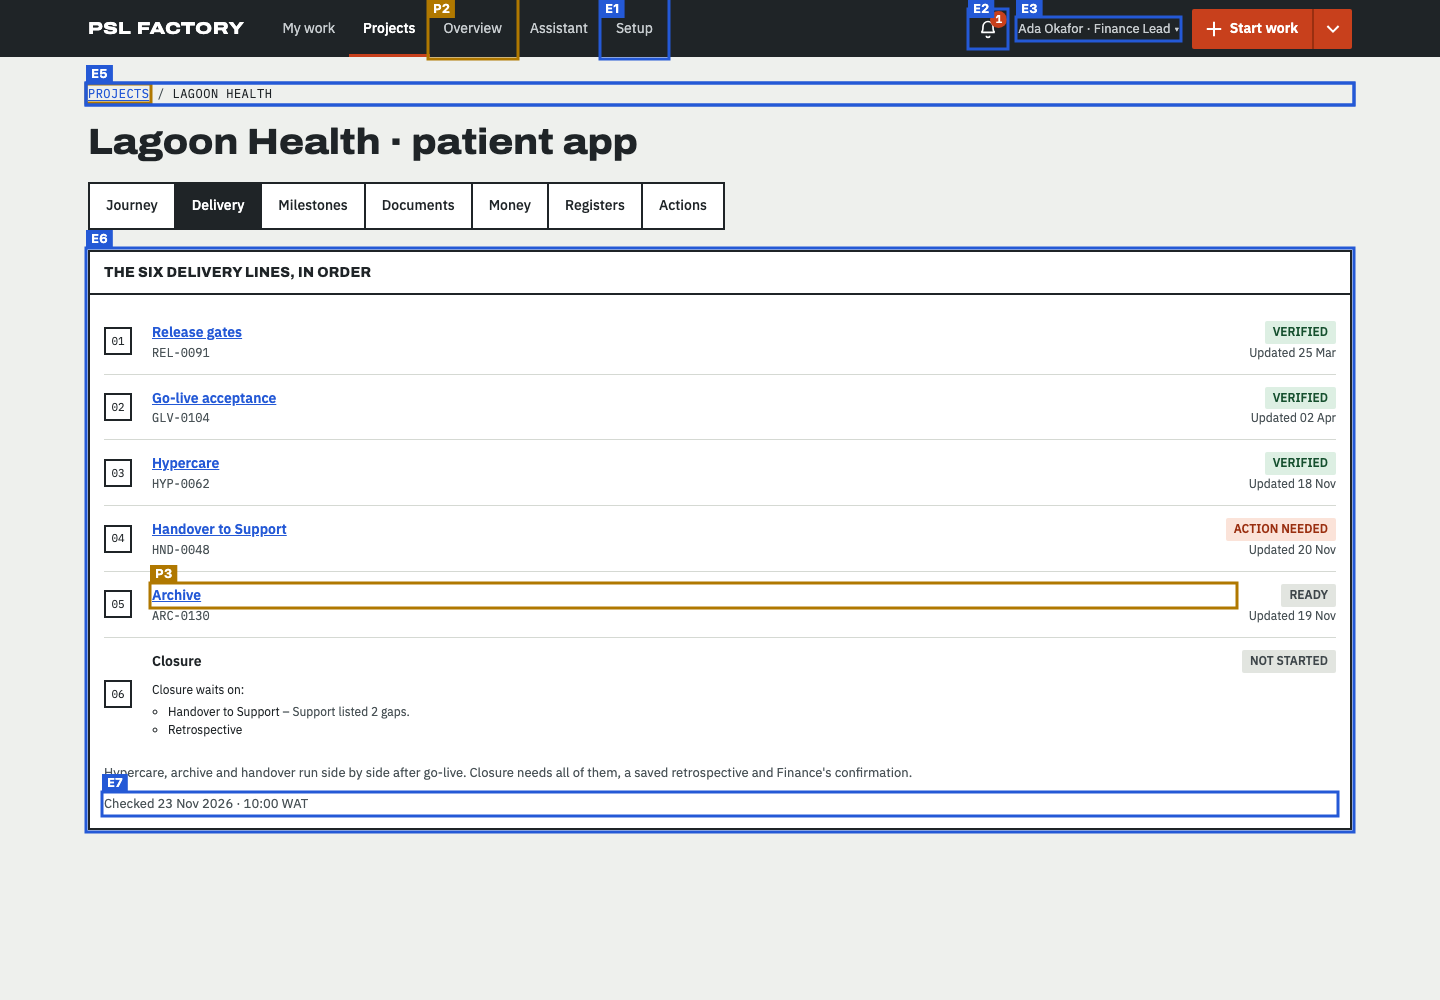 PSL FACTORY My work Projects P2 Overview Assistant E1 Setup E2 1 E3 Ada Okafor · Finance Lead ▾ Start work
E5
PROJECTS / LAGOON HEALTH
Lagoon Health · patient app
Journey Delivery Milestones Documents Money Registers Actions
E6
THE SIX DELIVERY LINES, IN ORDER
01 Release gates VERIFIED
REL-0091 Updated 25 Mar
02 Go-live acceptance VERIFIED
GLV-0104 Updated 02 Apr
03 Hypercare VERIFIED
HYP-0062 Updated 18 Nov
04 Handover to Support ACTION NEEDED
HND-0048 Updated 20 Nov
P3
05 Archive READY
ARC-0130 Updated 19 Nov
Closure NOT STARTED
06 Closure waits on:
Handover to Support – Support listed 2 gaps.
Retrospective
Hypercare, archive and handover run side by side after go-live. Closure needs all of them, a saved retrospective and Finance's confirmation.
E7
Checked 23 Nov 2026 · 10:00 WAT